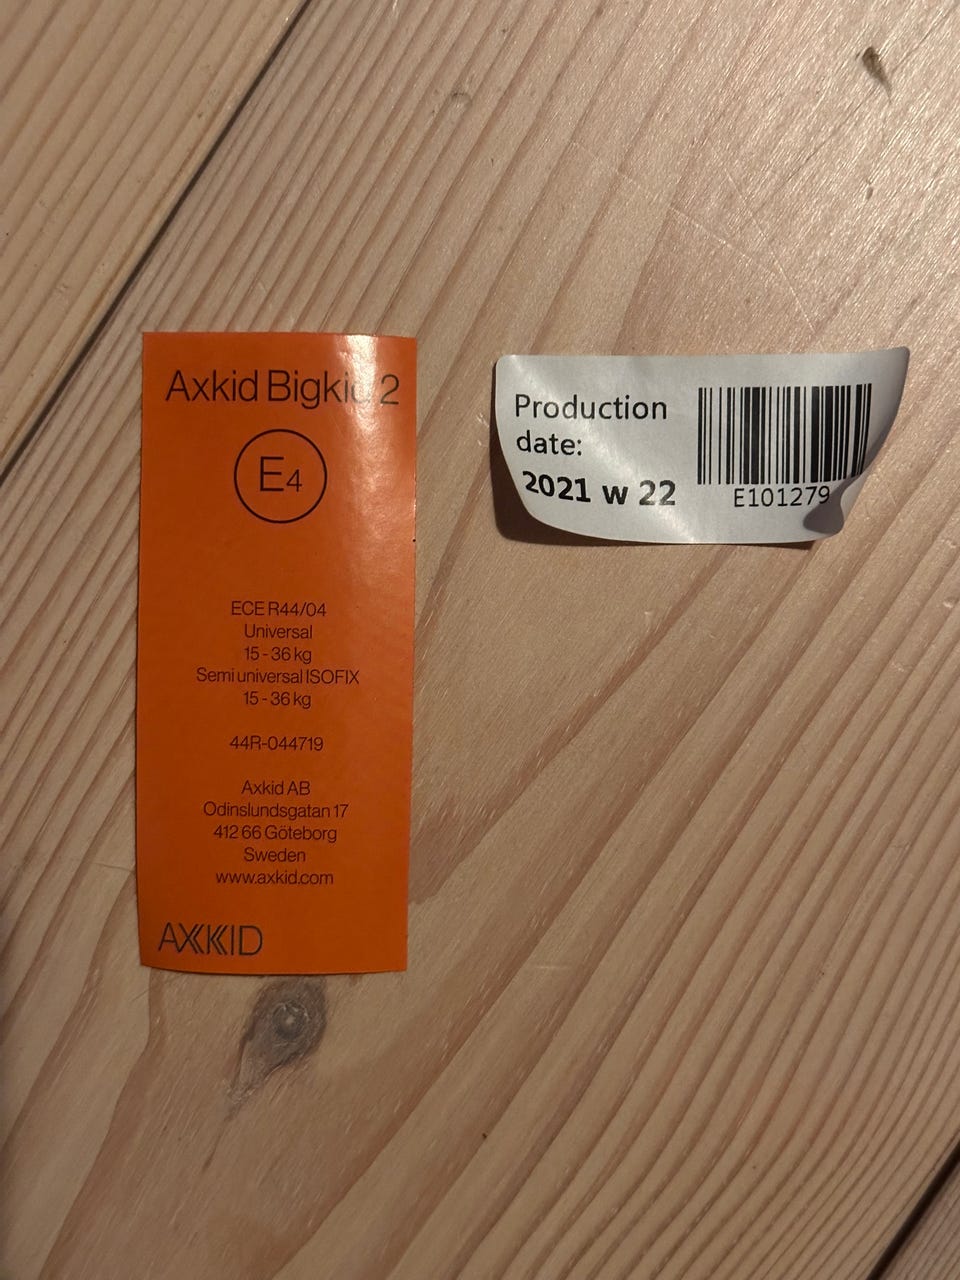 Axkid Bigkid 2
E4
ECE R44/04
Universal
15 - 36 kg
Semi universal ISOFIX
15 - 36 kg
44R-044719
Axkid AB
Odinslundsgatan 17
412 66 Göteborg
Sweden
www.axkid.com
AXKID
Production
date:
2021 w 22
E101279